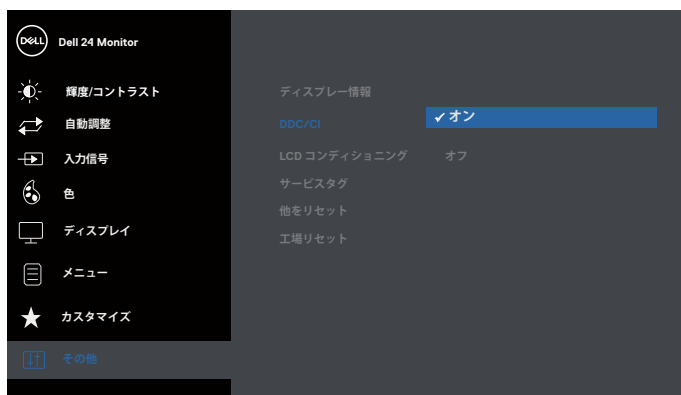 DELL
Dell 24 Monitor
輝度/コントラスト
自動調整
入力信号
色
ディスプレイ
メニュー
カスタマイズ
その他
ディスプレー情報
DDC/CI
✓オン
LCD コンディショニング オフ
サービスタグ
他をリセット
工場リセット